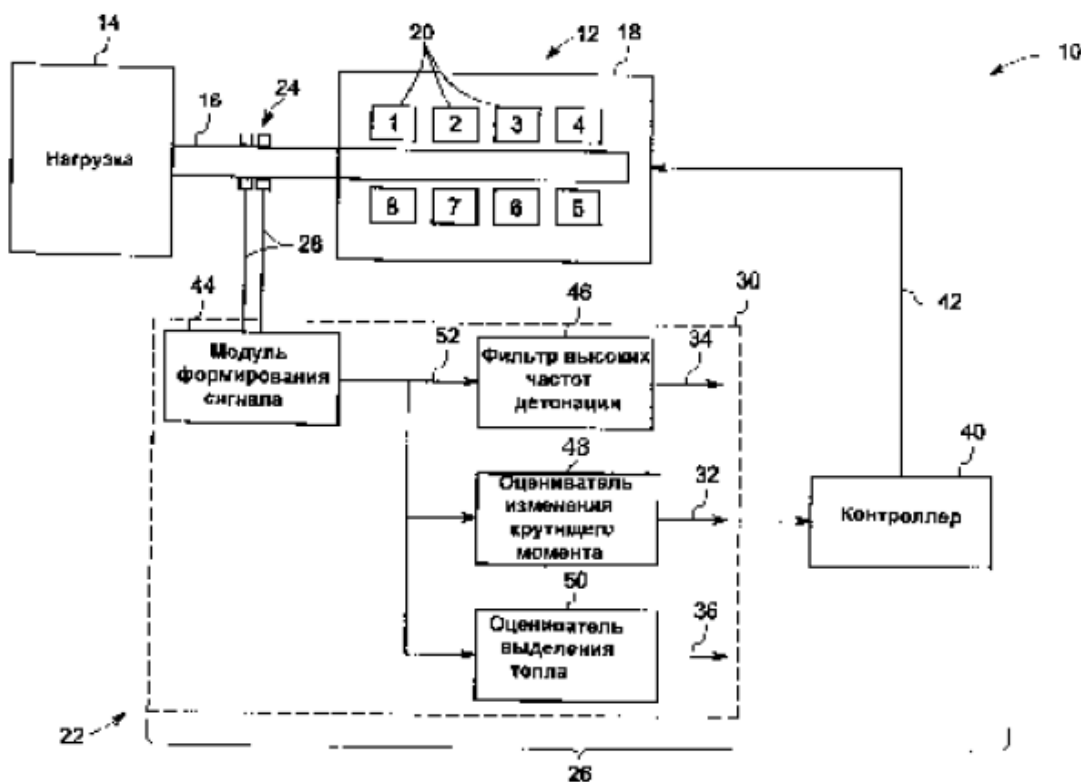 14
20
12
18
10
16
24
1
2
3
4
Нагрузка
8
7
6
5
28
44
46
30
42
Модуль
формирования
сигнала
52
Фильтр высоких
частот
детонации
34
48
40
Оцениватель
изменения
крутищего
момента
32
Контроллер
50
Оцениватель
выделения
топла
36
22
26